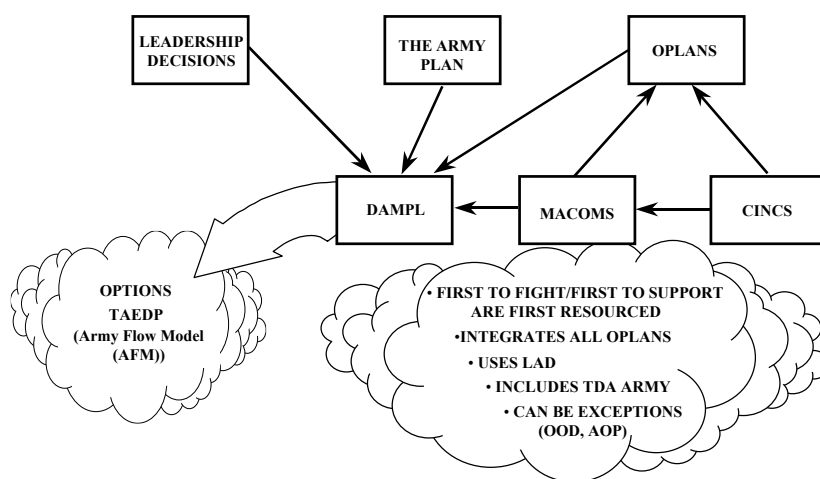 LEADERSHIP
DECISIONS
THE ARMY
PLAN
OPLANS
DAMPL
MACOMS
CINCS
OPTIONS
TAEDP
(Army Flow Model
(AFM))
• FIRST TO FIGHT/FIRST TO SUPPORT
ARE FIRST RESOURCED
•INTEGRATES ALL OPLANS
• USES LAD
• INCLUDES TDA ARMY
• CAN BE EXCEPTIONS
(OOD, AOP)